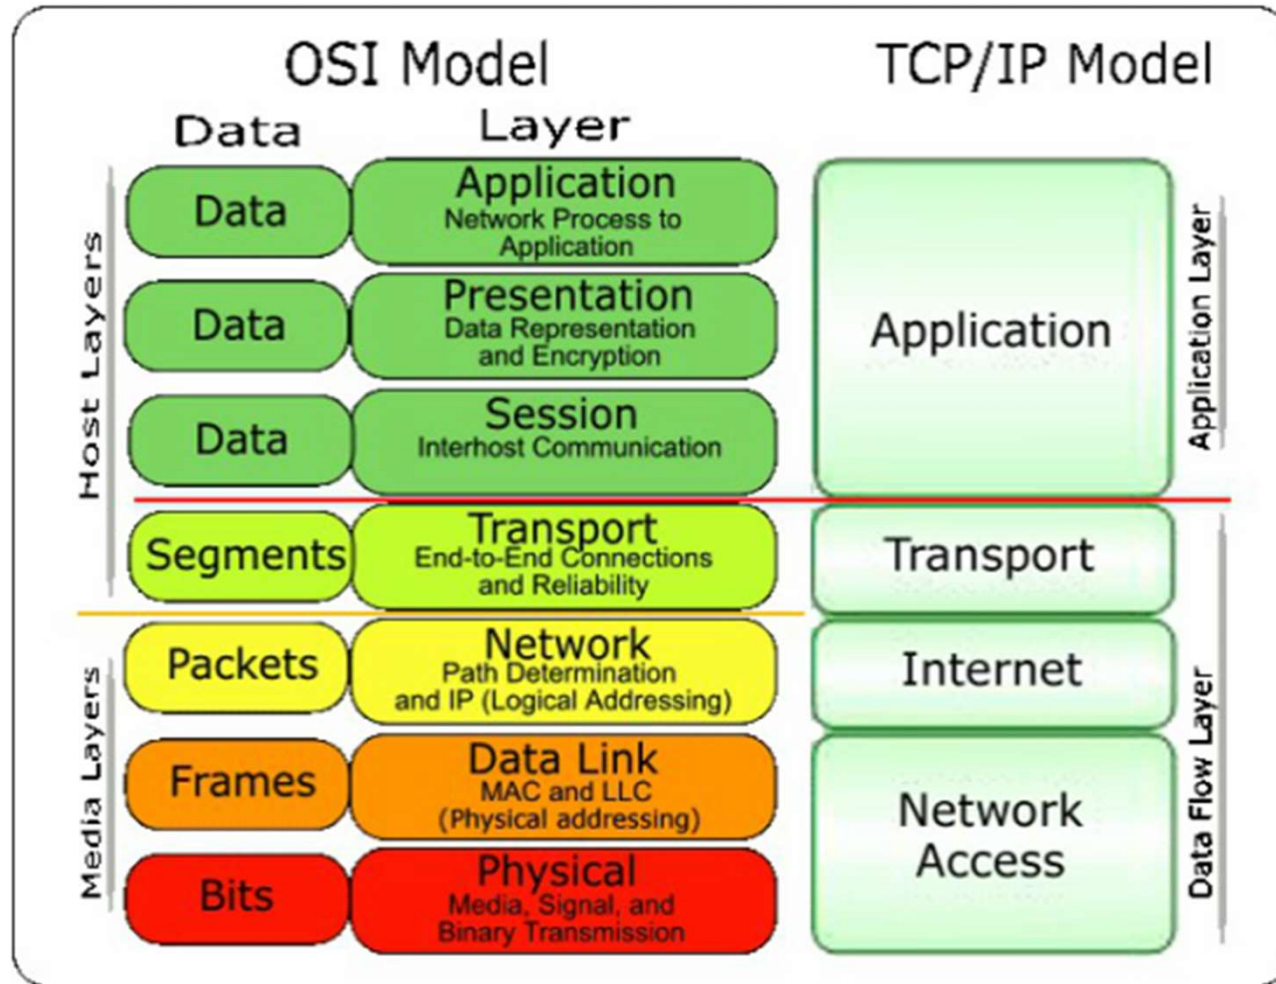 OSI Model
TCP/IP Model
Data
Layer
Host Layers
Data
Application
Network Process to
Application
Data
Presentation
Data Representation
and Encryption
Data
Session
Interhost Communication
Segments
Transport
End-to-End Connections
and Reliability
Media Layers
Packets
Network
Path Determination
and IP (Logical Addressing)
Frames
Data Link
MAC and LLC
(Physical addressing)
Bits
Physical
Media, Signal, and
Binary Transmission
Application
Application Layer
Transport
Internet
Network
Access
Data Flow Layer